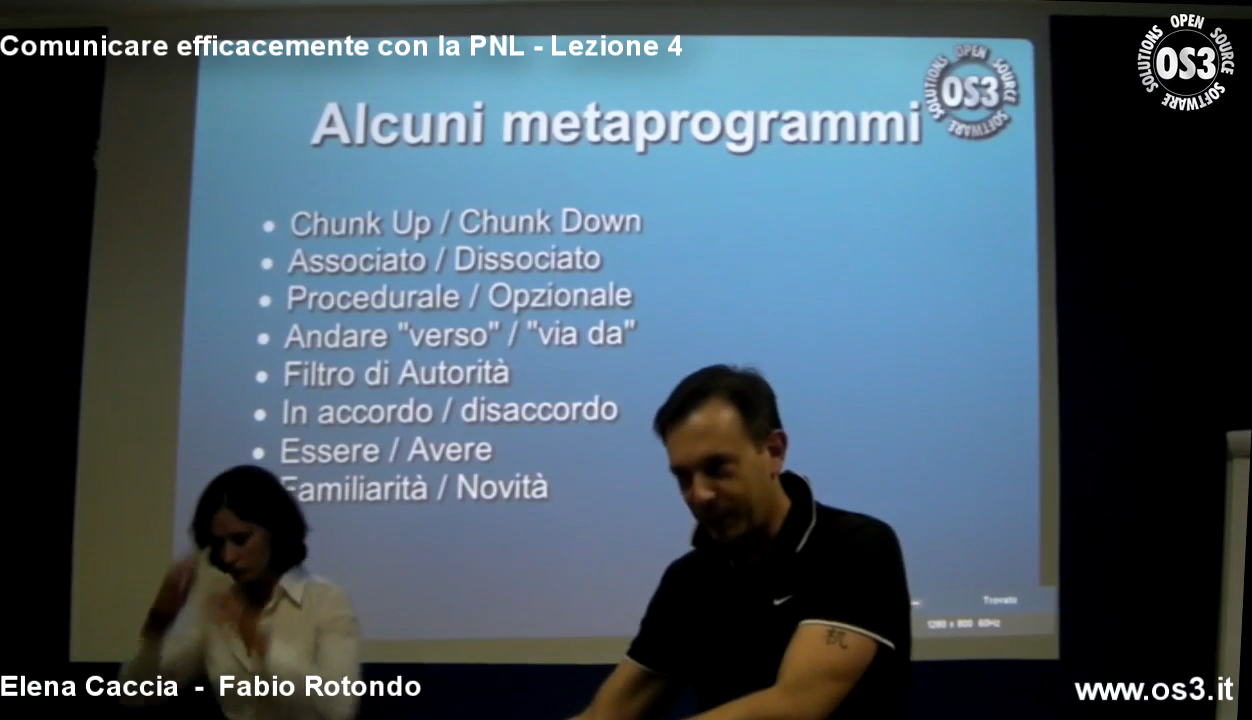 Comunicare efficacemente con la PNL - Lezione 4
OPEN SOURCE SOFTWARE SOLUTIONS
OS3
OPEN SOURCE SOFTWARE SOLUTIONS
OS3
Alcuni metaprogrammi
• Chunk Up / Chunk Down
• Associato / Dissociato
• Procedurale / Opzionale
• Andare "verso" / "via da"
• Filtro di Autorità
• In accordo / disaccordo
• Essere / Avere
Familiarità / Novità
Trovato
1280 x 800 60Hz
Elena Caccia - Fabio Rotondo
www.os3.it